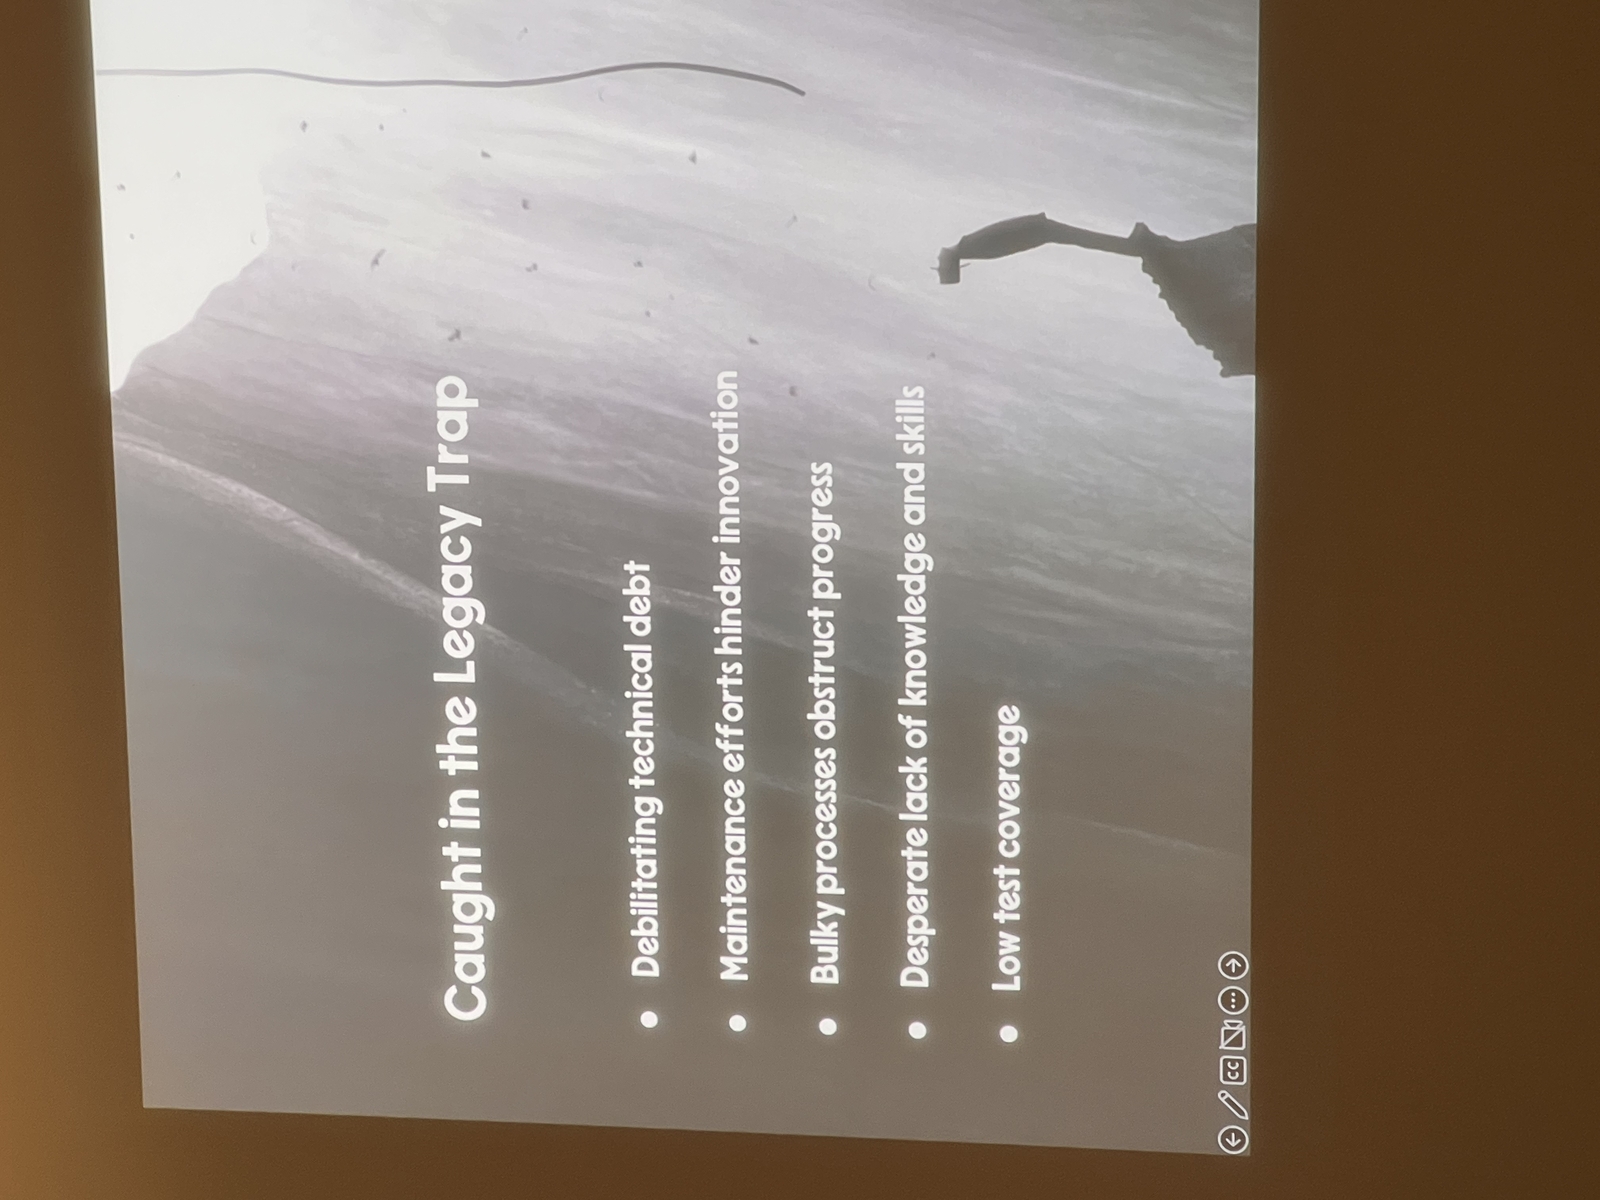 Caught in the Legacy Trap
• Debilitating technical debt
• Maintenance efforts hinder innovation
• Bulky processes obstruct progress
• Desperate lack of knowledge and skills
• Low test coverage
CC